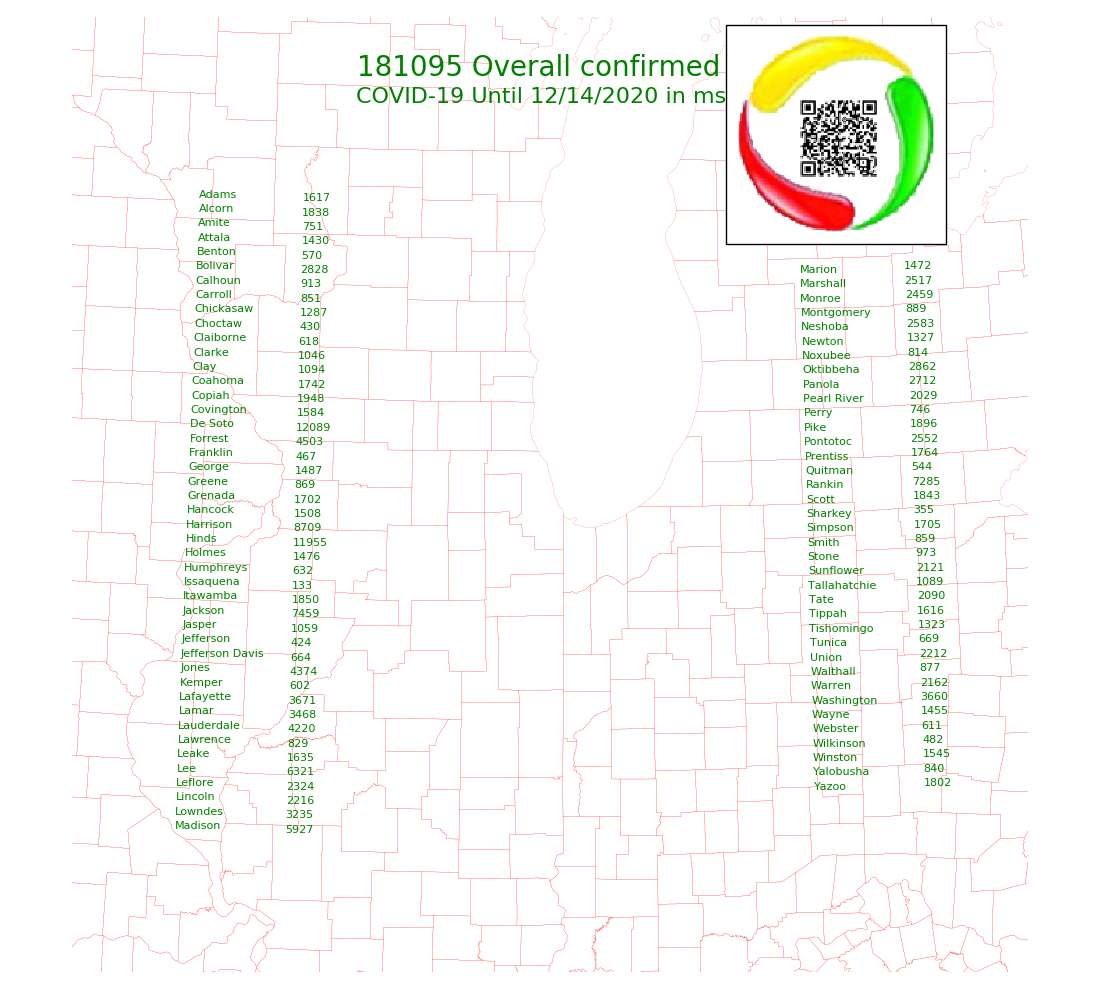 181095 Overall confirmed
COVID-19 Until 12/14/2020 in ms
Adams 1617
Alcorn 1838
Amite 751
Attala 1430
Benton 570
Bolivar 2828
Calhoun 913
Carroll 851
Chickasaw 1287
Choctaw 430
Claiborne 618
Clarke 1046
Clay 1094
Coahoma 1742
Copiah 1948
Covington 1584
De Soto 12089
Forrest 4503
Franklin 467
George 1487
Greene 869
Grenada 1702
Hancock 1508
Harrison 8709
Hinds 11955
Holmes 1476
Humphreys 632
Issaquena 133
Itawamba 1850
Jackson 7459
Jasper 1059
Jefferson 424
Jefferson Davis 664
Jones 4374
Kemper 602
Lafayette 3671
Lamar 3468
Lauderdale 4220
Lawrence 829
Leake 1635
Lee 6321
Leflore 2324
Lincoln 2216
Lowndes 3235
Madison 5927
Marion 1472
Marshall 2517
Monroe 2459
Montgomery 889
Neshoba 2583
Newton 1327
Noxubee 814
Oktibbeha 2862
Panola 2712
Pearl River 2029
Perry 746
Pike 1896
Pontotoc 2552
Prentiss 1764
Quitman 544
Rankin 7285
Scott 1843
Sharkey 355
Simpson 1705
Smith 859
Stone 973
Sunflower 2121
Tallahatchie 1089
Tate 2090
Tippah 1616
Tishomingo 1323
Tunica 669
Union 2212
Walthall 877
Warren 2162
Washington 3660
Wayne 1455
Webster 611
Wilkinson 482
Winston 1545
Yalobusha 840
Yazoo 1802